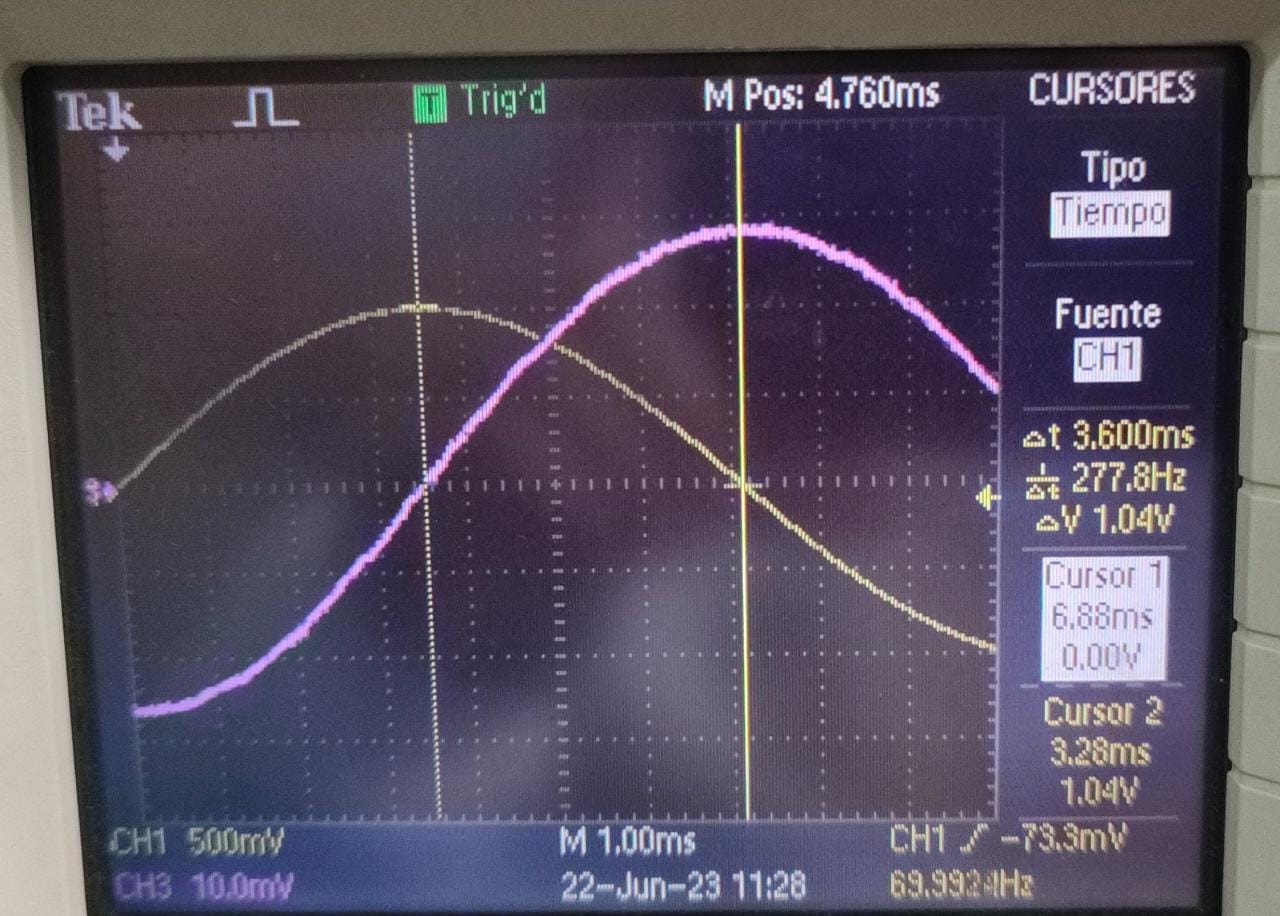 Tek Trig'd M Pos: 4.760ms CURSORES
Tipo
Tiempo
Fuente
CH1
Δt 3.600ms
1/Δt 277.8Hz
ΔV 1.04V
Cursor 1
6.88ms
0.00V
Cursor 2
3.28ms
1.04V
3
CH1 500mV M 1.00ms CH1 -73.3mV
CH3 10.0mV 22-Jun-23 11:28 69.9924Hz